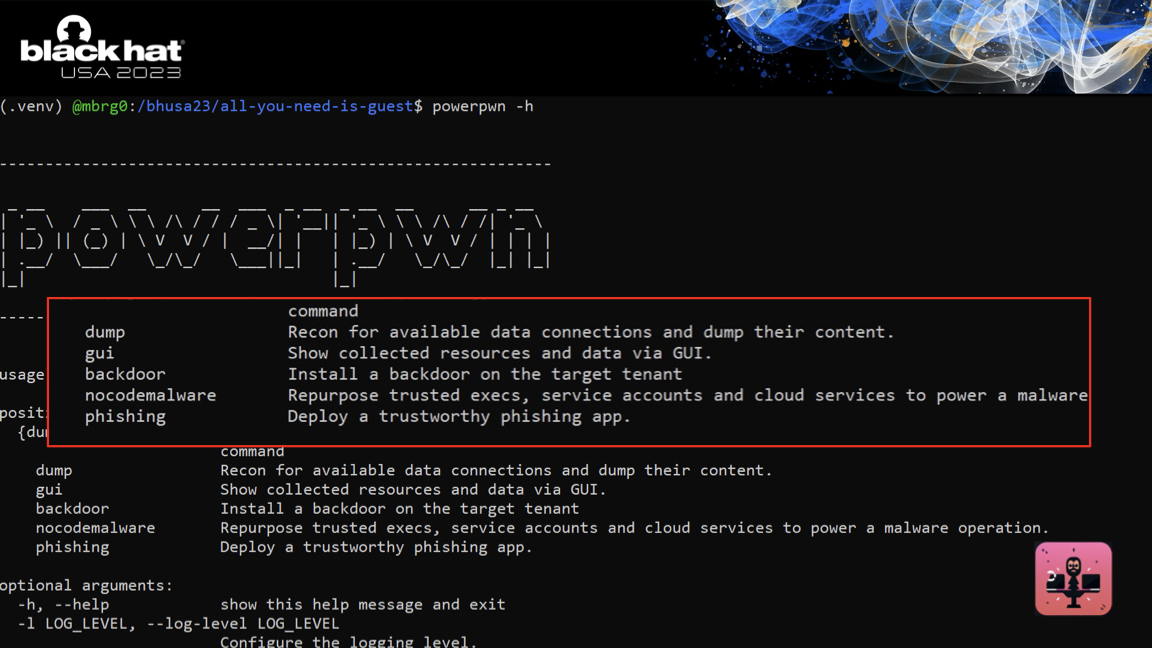 black hat®
USA 2023
(.venv) @mbrg0:/bhusa23/all-you-need-is-guest$ powerpwn -h
------------------------------------------------------------
powerpwn
-----
command
dump Recon for available data connections and dump their content.
gui Show collected resources and data via GUI.
backdoor Install a backdoor on the target tenant
nocodemalware Repurpose trusted execs, service accounts and cloud services to power a malware
phishing Deploy a trustworthy phishing app.
usage
posit
{du
command
dump Recon for available data connections and dump their content.
gui Show collected resources and data via GUI.
backdoor Install a backdoor on the target tenant
nocodemalware Repurpose trusted execs, service accounts and cloud services to power a malware operation.
phishing Deploy a trustworthy phishing app.
optional arguments:
-h, --help show this help message and exit
-l LOG_LEVEL, --log-level LOG_LEVEL
Configure the logging level.